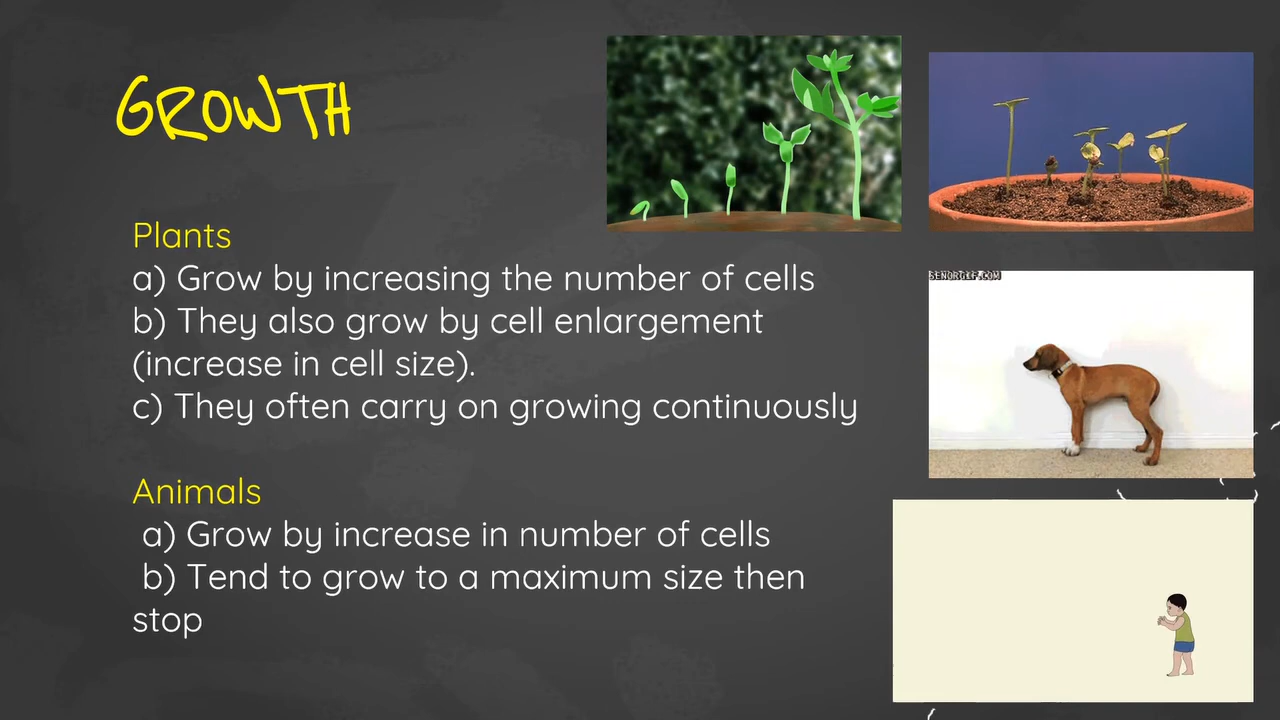 GROWTH
Plants
a) Grow by increasing the number of cells
b) They also grow by cell enlargement
(increase in cell size).
c) They often carry on growing continuously
Animals
a) Grow by increase in number of cells
b) Tend to grow to a maximum size then
stop
SENORGIF.COM